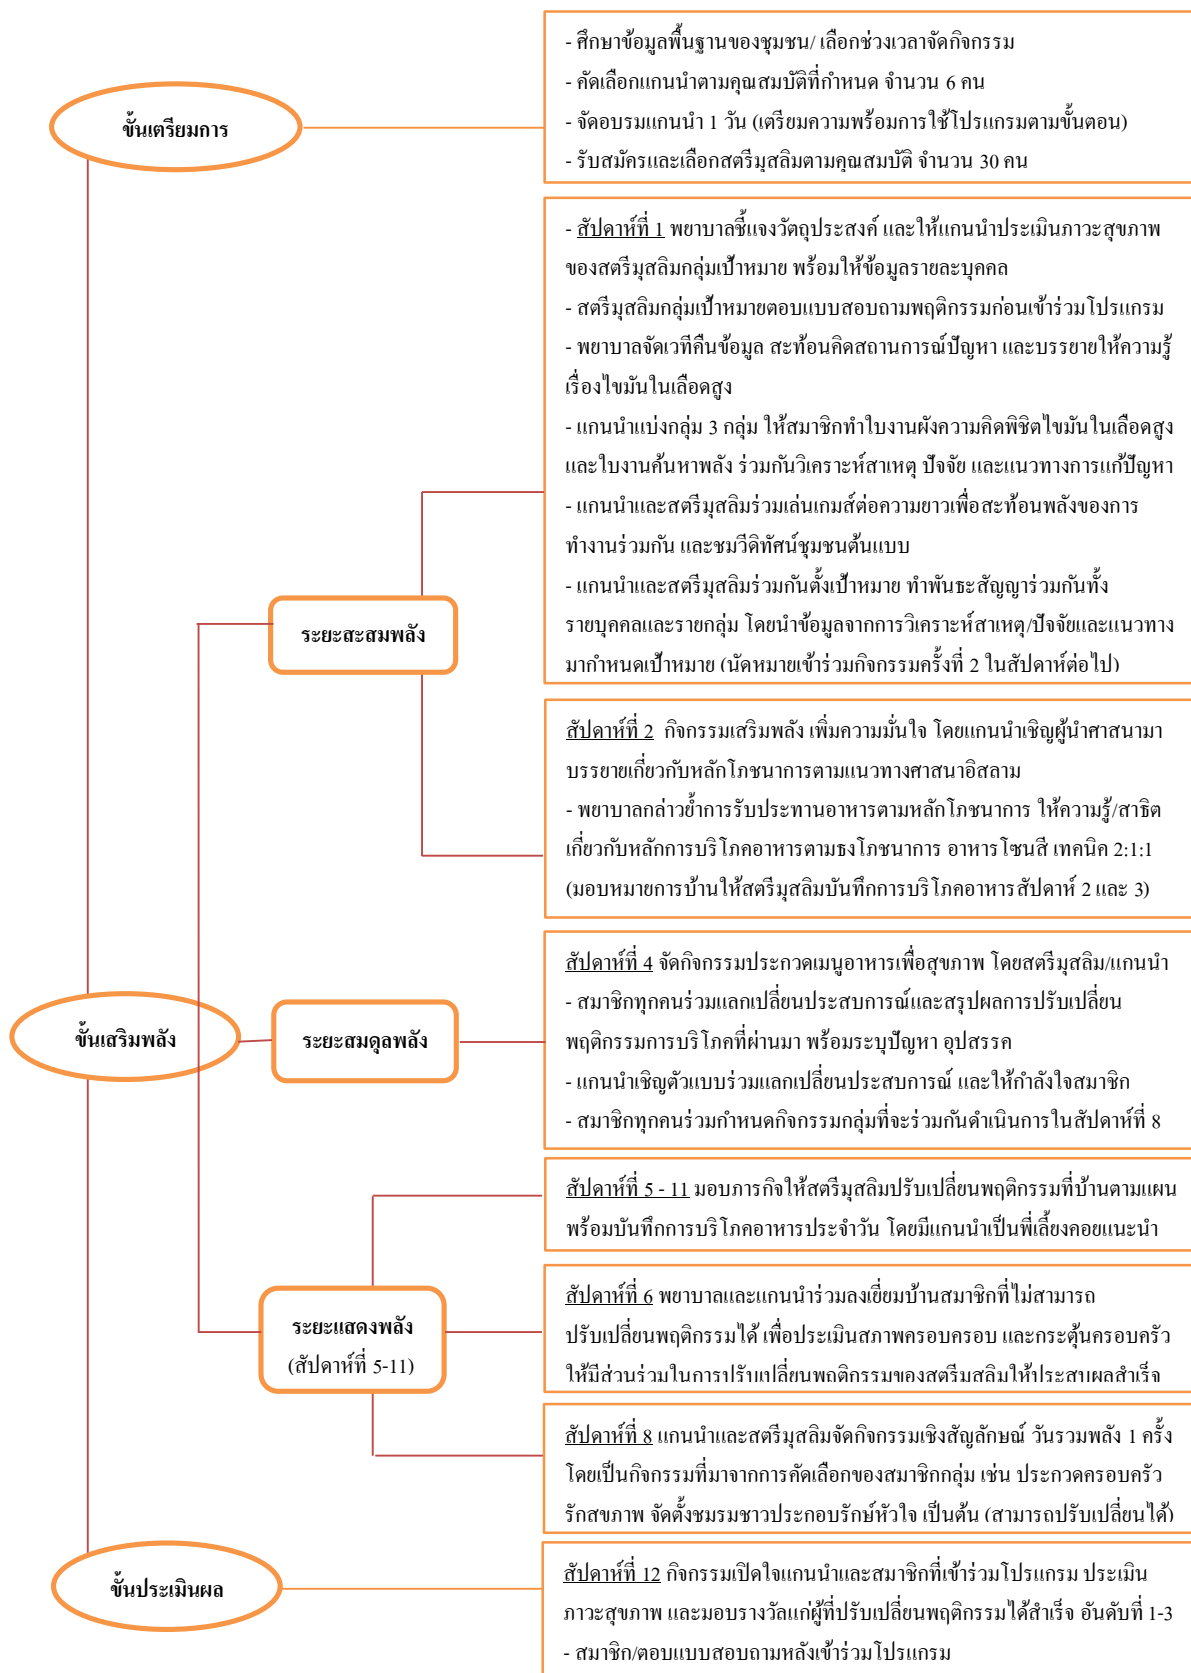 ขั้นเตรียมการ
- ศึกษาข้อมูลพื้นฐานของชุมชน/ เลือกช่วงเวลาจัดกิจกรรม
- คัดเลือกแกนนำตามคุณสมบัติที่กำหนด จำนวน 6 คน
- จัดอบรมแกนนำ 1 วัน (เตรียมความพร้อมการใช้โปรแกรมตามขั้นตอน)
- รับสมัครและเลือกสตรีมุสลิมตามคุณสมบัติ จำนวน 30 คน
ขั้นเสริมพลัง
ระยะสะสมพลัง
- สัปดาห์ที่ 1 พยาบาลชี้แจงวัตถุประสงค์ และให้แกนนำประเมินภาวะสุขภาพ
ของสตรีมุสลิมกลุ่มเป้าหมาย พร้อมให้ข้อมูลรายละบุคคล
- สตรีมุสลิมกลุ่มเป้าหมายตอบแบบสอบถามพฤติกรรมก่อนเข้าร่วมโปรแกรม
- พยาบาลจัดเวทีคืนข้อมูล สะท้อนคิดสถานการณ์ปัญหา และบรรยายให้ความรู้
เรื่องไขมันในเลือดสูง
- แกนนำแบ่งกลุ่ม 3 กลุ่ม ให้สมาชิกทำใบงานผังความคิดพิชิตไขมันในเลือดสูง
และใบงานค้นหาพลัง ร่วมกันวิเคราะห์สาเหตุ ปัจจัย และแนวทางการแก้ปัญหา
- แกนนำและสตรีมุสลิมร่วมเล่นเกมส์ต่อความยาวเพื่อสะท้อนพลังของการ
ทำงานร่วมกัน และชมวีดิทัศน์ชุมชนต้นแบบ
- แกนนำและสตรีมุสลิมร่วมกันตั้งเป้าหมาย ทำพันธะสัญญาร่วมกันทั้ง
รายบุคคลและรายกลุ่ม โดยนำข้อมูลจากการวิเคราะห์สาเหตุ/ปัจจัยและแนวทาง
มากำหนดเป้าหมาย (นัดหมายเข้าร่วมกิจกรรมครั้งที่ 2 ในสัปดาห์ต่อไป)
สัปดาห์ที่ 2 กิจกรรมเสริมพลัง เพิ่มความมั่นใจ โดยแกนนำเชิญผู้นำศาสนามา
บรรยายเกี่ยวกับหลักโภชนาการตามแนวทางศาสนาอิสลาม
- พยาบาลกล่าวย้ำการรับประทานอาหารตามหลักโภชนาการ ให้ความรู้/สาธิต
เกี่ยวกับหลักการบริโภคอาหารตามธงโภชนาการ อาหารโซนสี เทคนิค 2:1:1
(มอบหมายการบ้านให้สตรีมุสลิมบันทึกการบริโภคอาหารสัปดาห์ 2 และ 3)
ระยะสมดุลพลัง
สัปดาห์ที่ 4 จัดกิจกรรมประกวดเมนูอาหารเพื่อสุขภาพ โดยสตรีมุสลิม/แกนนำ
- สมาชิกทุกคนร่วมแลกเปลี่ยนประสบการณ์และสรุปผลการปรับเปลี่ยน
พฤติกรรมการบริโภคที่ผ่านมา พร้อมระบุปัญหา อุปสรรค
- แกนนำเชิญตัวแบบร่วมแลกเปลี่ยนประสบการณ์ และให้กำลังใจสมาชิก
- สมาชิกทุกคนร่วมกำหนดกิจกรรมกลุ่มที่จะร่วมกันดำเนินการในสัปดาห์ที่ 8
ระยะแสดงพลัง
(สัปดาห์ที่ 5-11)
สัปดาห์ที่ 5 - 11 มอบภารกิจให้สตรีมุสลิมปรับเปลี่ยนพฤติกรรมที่บ้านตามแผน
พร้อมบันทึกการบริโภคอาหารประจำวัน โดยมีแกนนำเป็นพี่เลี้ยงคอยแนะนำ
สัปดาห์ที่ 6 พยาบาลและแกนนำร่วมลงเยี่ยมบ้านสมาชิกที่ไม่สามารถ
ปรับเปลี่ยนพฤติกรรมได้ เพื่อประเมินสภาพครอบครอบ และกระตุ้นครอบครัว
ให้มีส่วนร่วมในการปรับเปลี่ยนพฤติกรรมของสตรีมุสลิมให้ประสบผลสำเร็จ
สัปดาห์ที่ 8 แกนนำและสตรีมุสลิมจัดกิจกรรมเชิงสัญลักษณ์ วันรวมพลัง 1 ครั้ง
โดยเป็นกิจกรรมที่มาจากการคัดเลือกของสมาชิกกลุ่ม เช่น ประกวดครอบครัว
รักสุขภาพ จัดตั้งชมรมชาวประกอบรักษ์หัวใจ เป็นต้น (สามารถปรับเปลี่ยนได้)
ขั้นประเมินผล
สัปดาห์ที่ 12 กิจกรรมเปิดใจแกนนำและสมาชิกที่เข้าร่วมโปรแกรม ประเมิน
ภาวะสุขภาพ และมอบรางวัลแก่ผู้ที่ปรับเปลี่ยนพฤติกรรมได้สำเร็จ อันดับที่ 1-3
- สมาชิก/ตอบแบบสอบถามหลังเข้าร่วมโปรแกรม